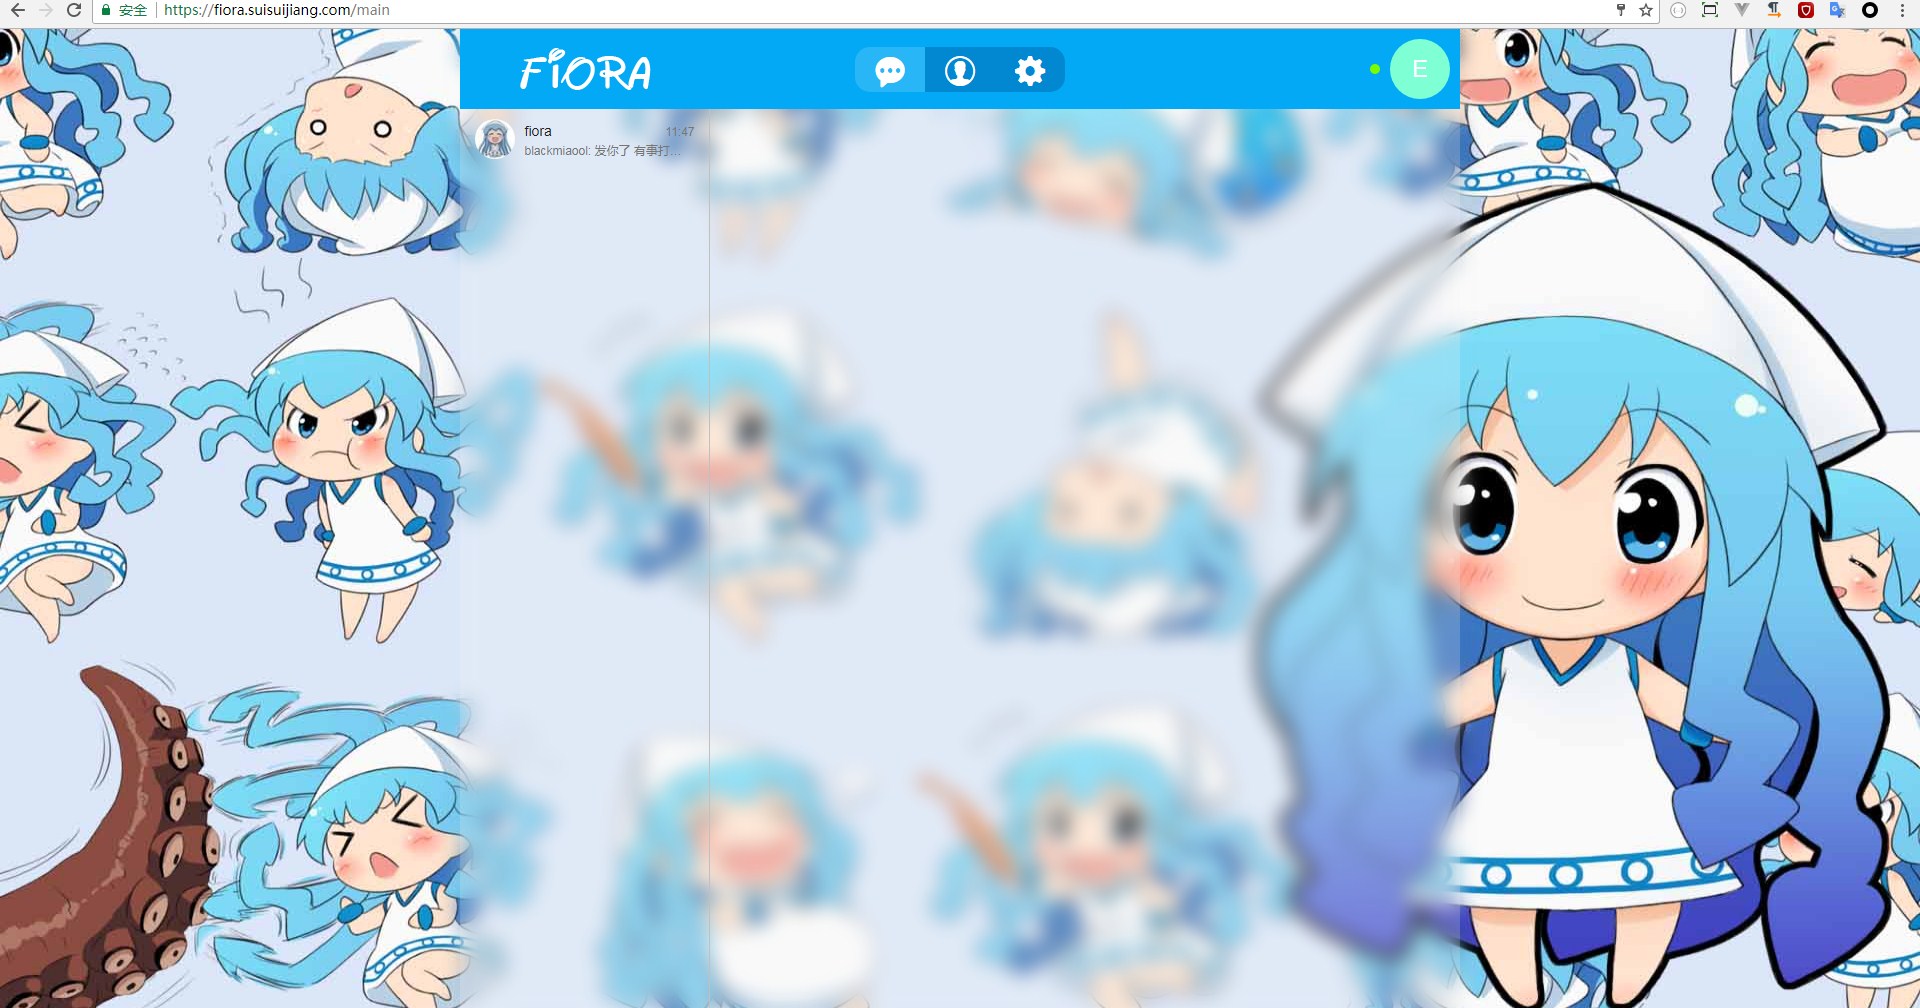 安全 https://fiora.suisuijiang.com/main
FiORA
E
fiora 11:47
blackmiaool: 发你了 有事打...